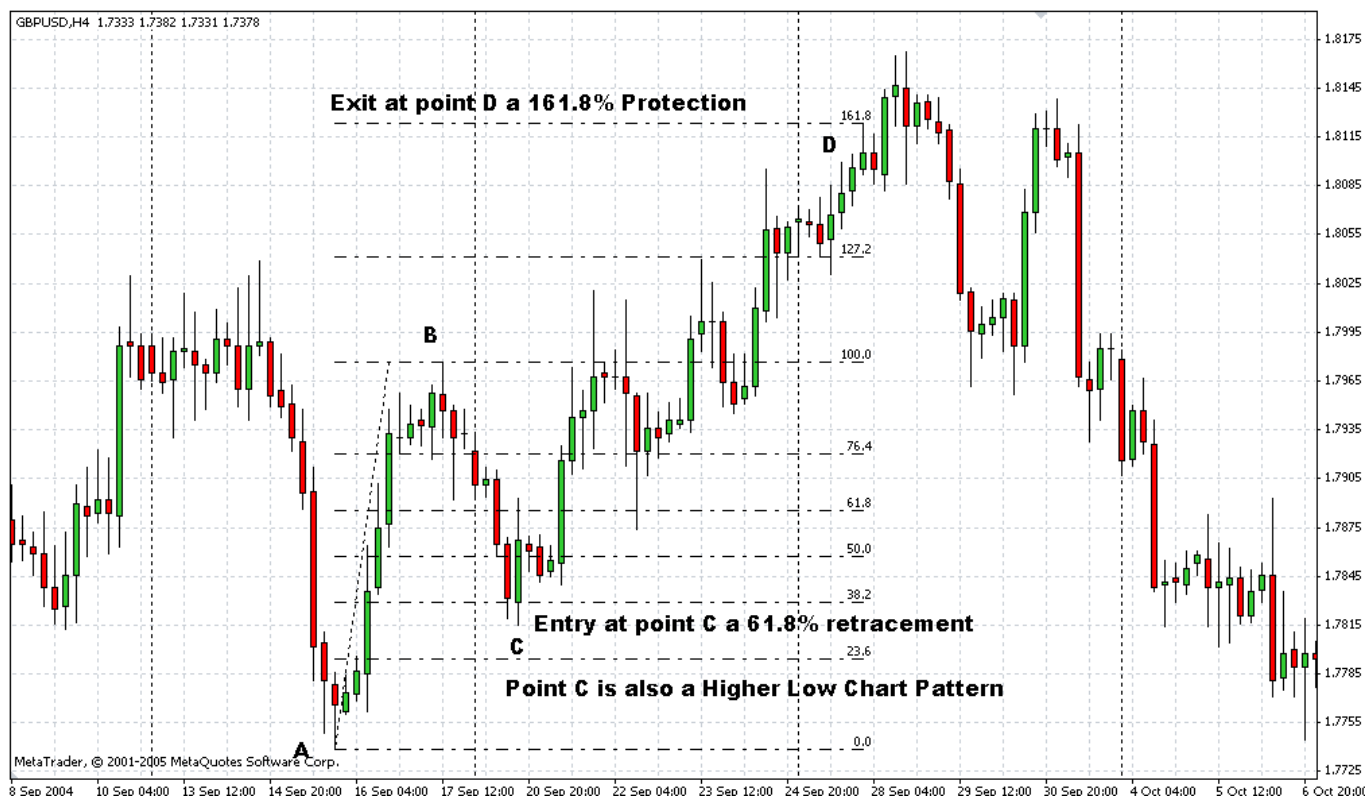 GBPUSD,H4 1.7333 1.7382 1.7331 1.7378
1.8175
1.8145
Exit at point D a 161.8% Protection
161.8
1.8115
D
1.8085
1.8055
127.2
1.8025
B
1.7995
100.0
1.7965
76.4
1.7935
1.7905
61.8
1.7875
50.0
1.7845
38.2
Entry at point C a 61.8% retracement
1.7815
C
23.6
Point C is also a Higher Low Chart Pattern
1.7785
A
0.0
1.7755
MetaTrader, © 2001-2005 MetaQuotes Software Corp.
1.7725
8 Sep 2004 10 Sep 04:00 13 Sep 12:00 14 Sep 20:00 16 Sep 04:00 17 Sep 12:00 20 Sep 20:00 22 Sep 04:00 23 Sep 12:00 24 Sep 20:00 28 Sep 04:00 29 Sep 12:00 30 Sep 20:00 4 Oct 04:00 5 Oct 12:00 6 Oct 20:00